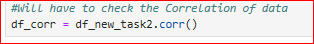 #Will have to check the Correlation of data
df_corr = df_new_task2.corr()